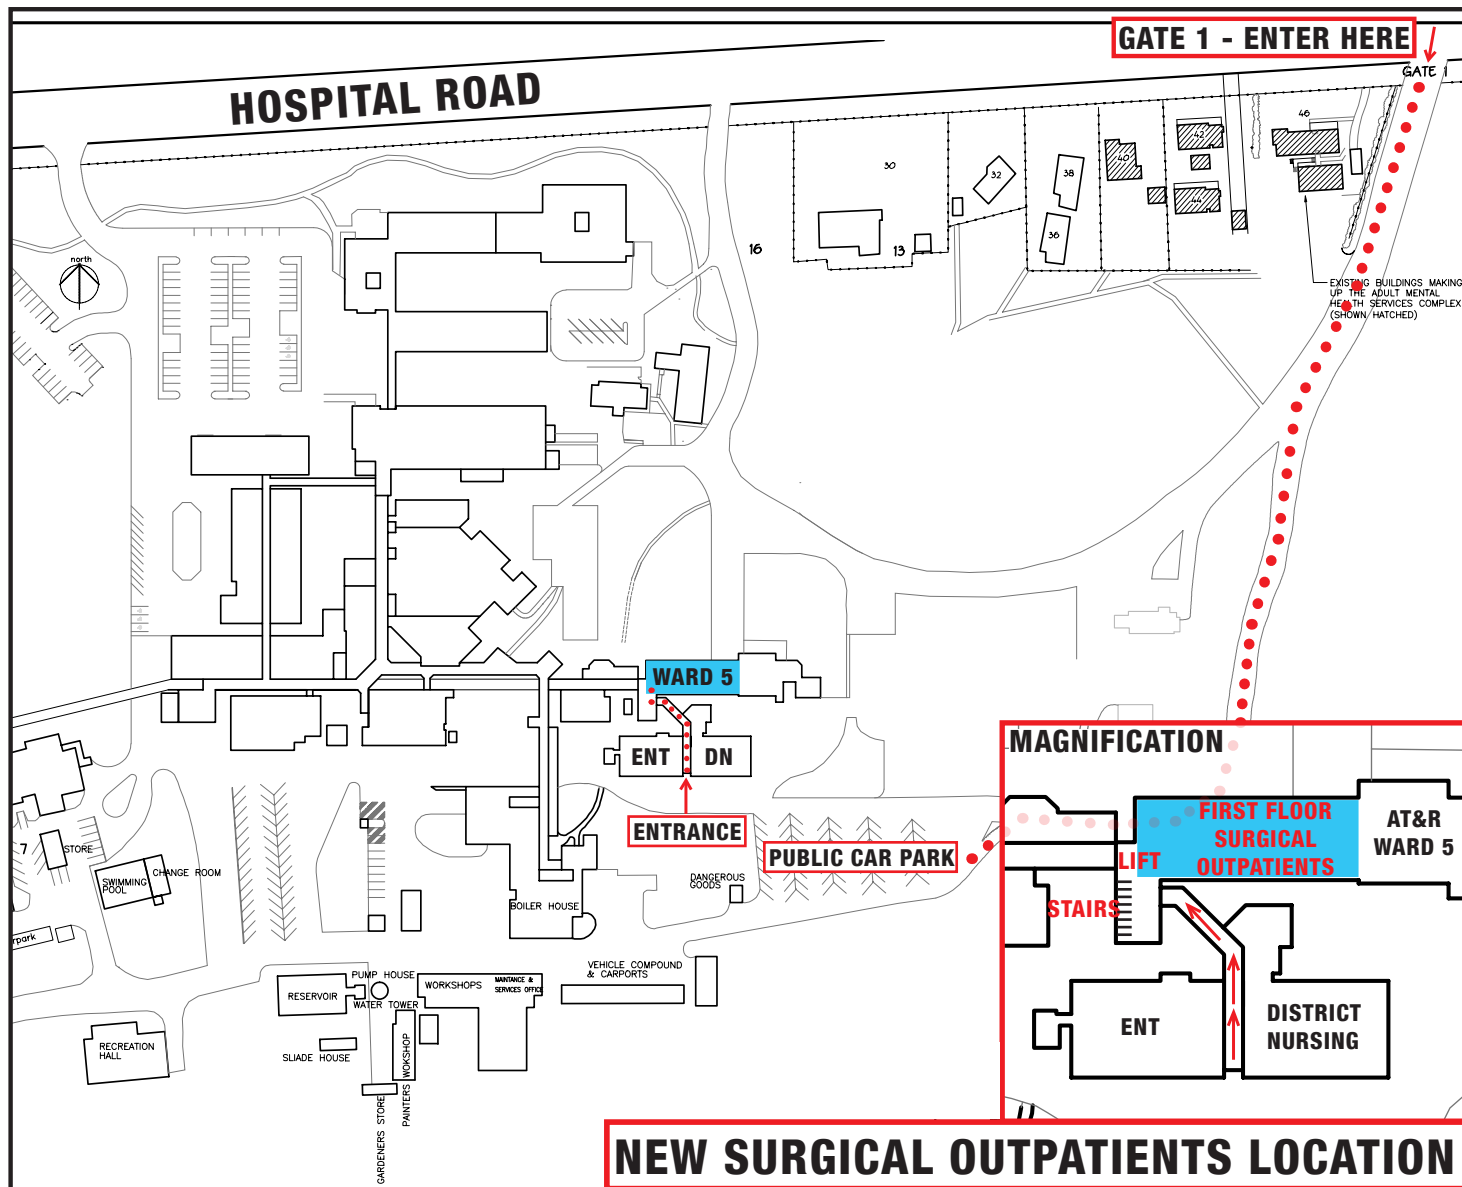 GATE 1 - ENTER HERE
GATE 1
HOSPITAL ROAD
46
42
40
44
30
32
38
36
16
13
north
EXISTING BUILDINGS MAKING
UP THE ADULT MENTAL
HEALTH SERVICES COMPLEX
(SHOWN HATCHED)
WARD 5
ENT
DN
ENTRANCE
PUBLIC CAR PARK
MAGNIFICATION
FIRST FLOOR
SURGICAL
OUTPATIENTS
AT&R
WARD 5
LIFT
STAIRS
ENT
DISTRICT
NURSING
7
STORE
CHANGE ROOM
SWIMMING
POOL
rpark
DANGEROUS
GOODS
BOILER HOUSE
VEHICLE COMPOUND
& CARPORTS
PUMP HOUSE
RESERVOIR
WATER TOWER
WORKSHOPS
MAINTANCE &
SERVICES OFFICE
RECREATION
HALL
SLIADE HOUSE
PAINTERS WOKSHOP
GARDENERS STORE
NEW SURGICAL OUTPATIENTS LOCATION